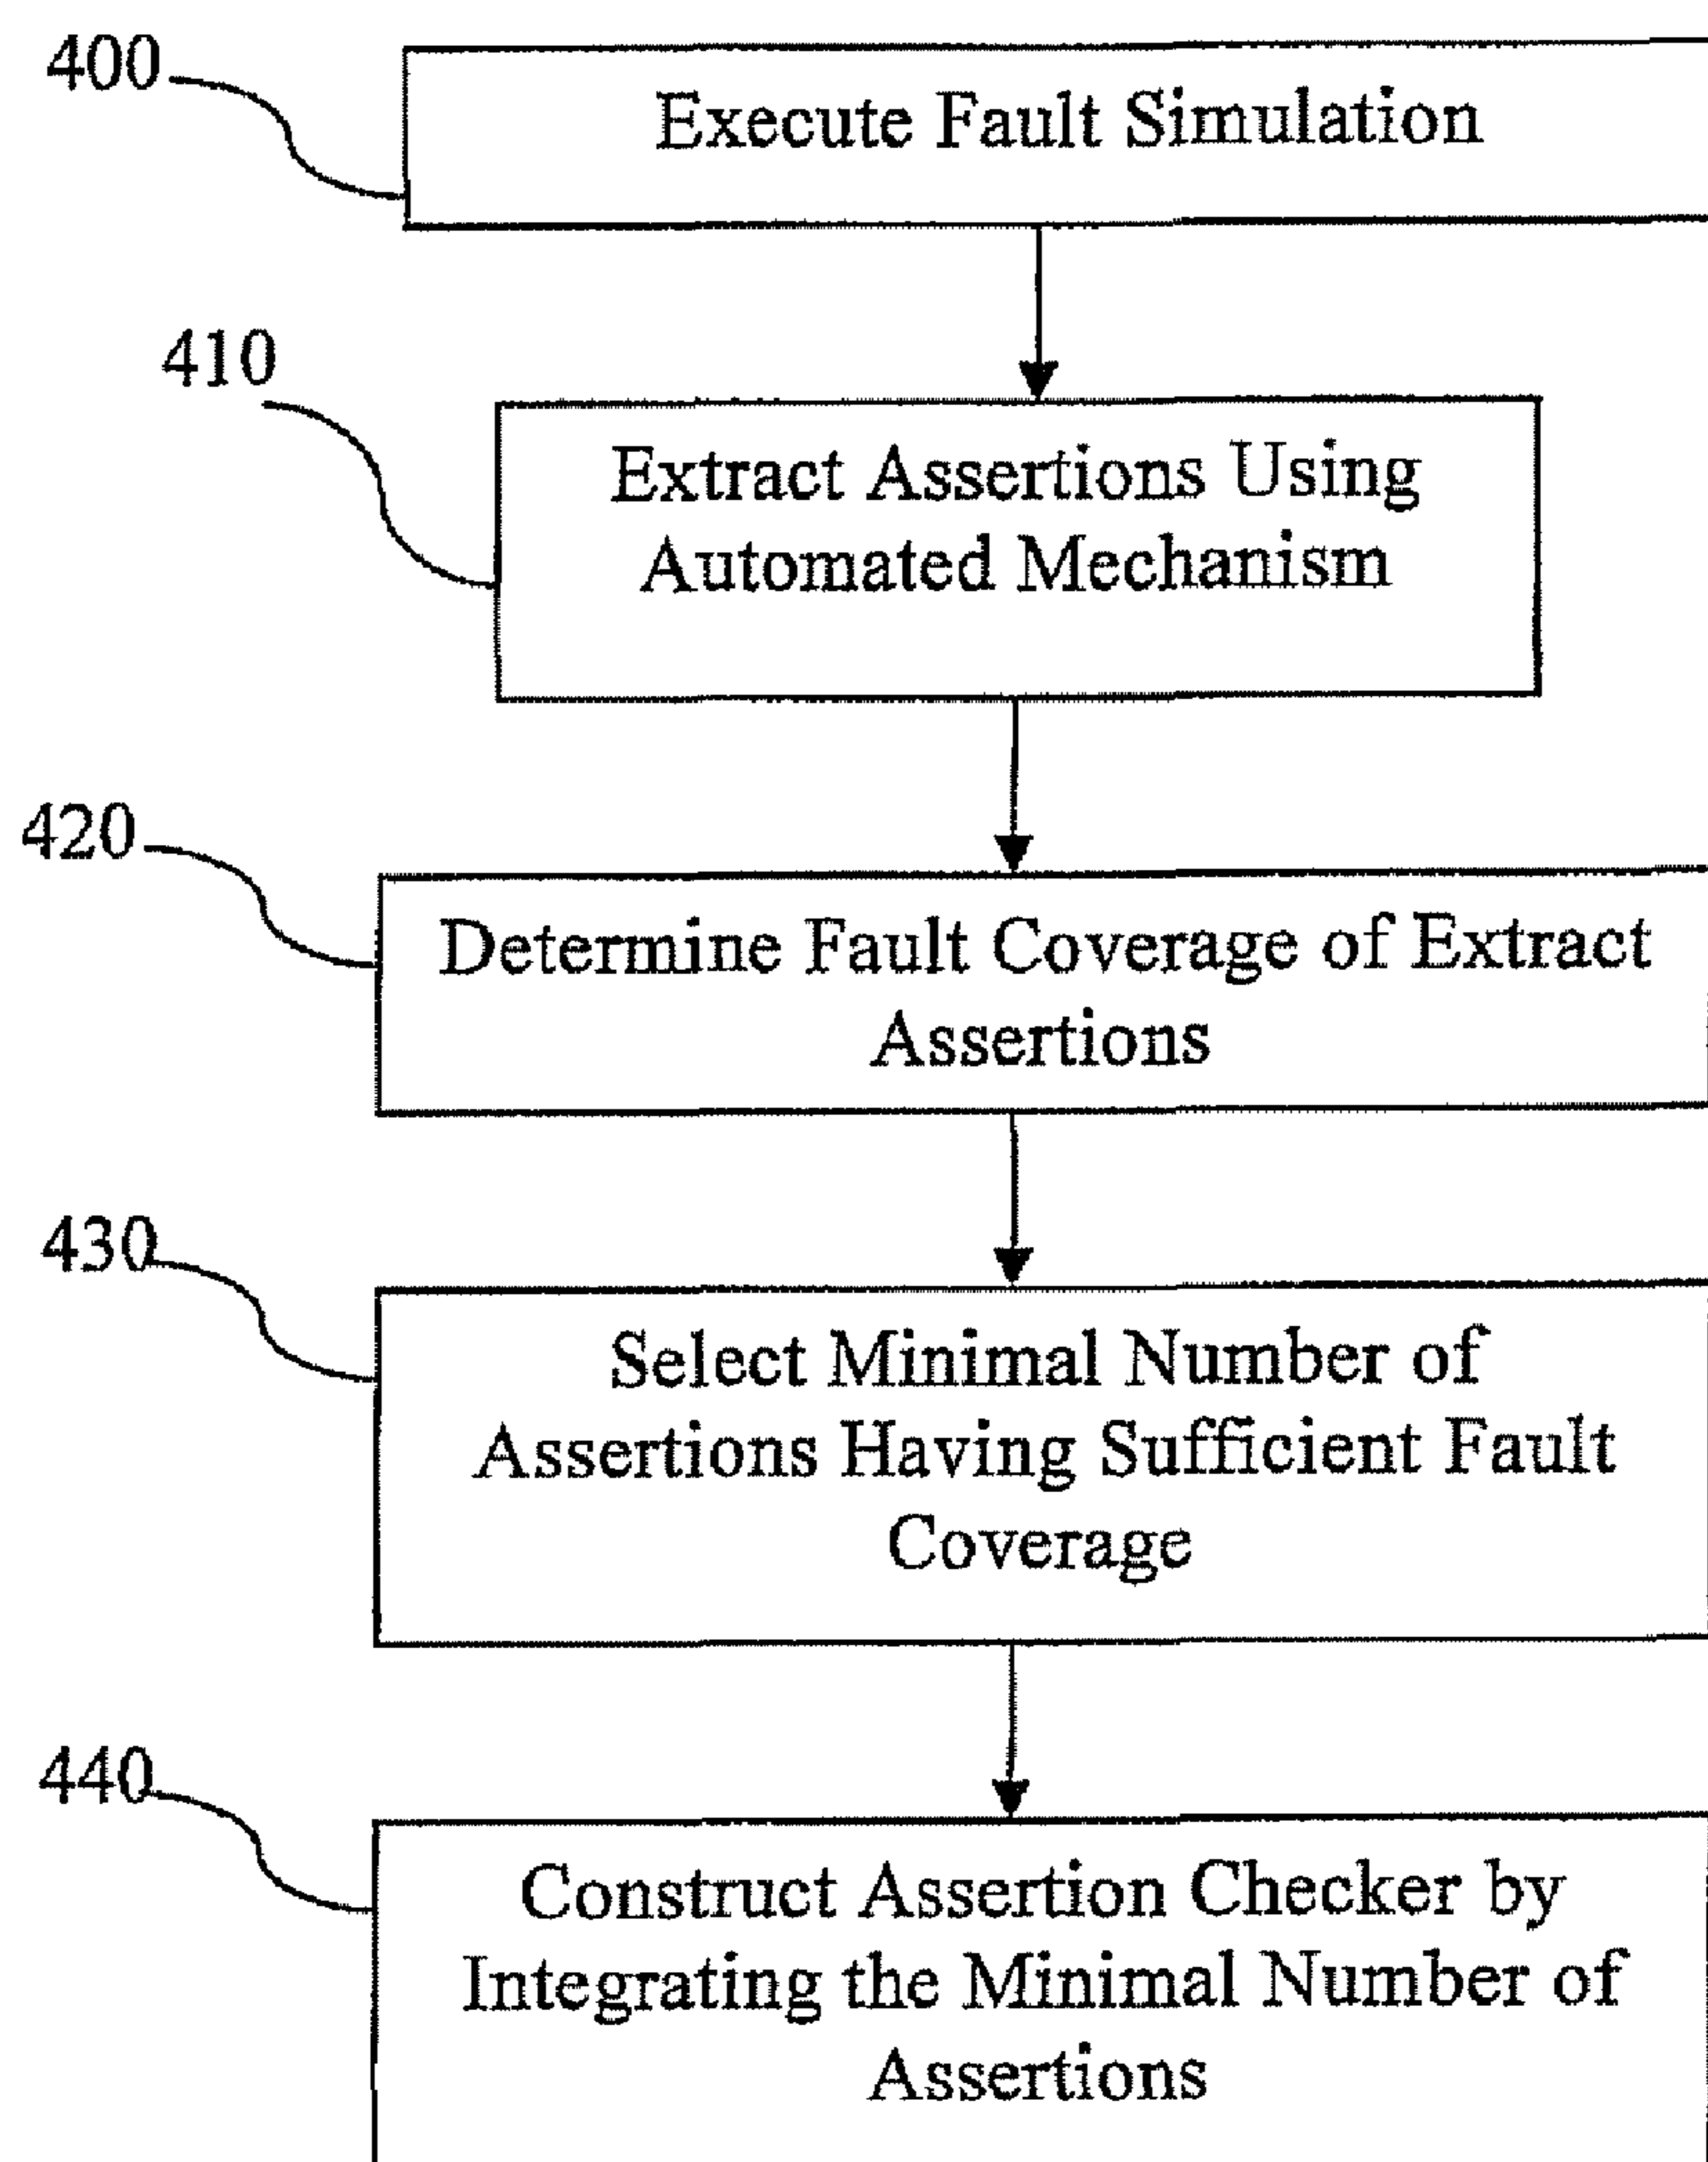 400
Execute Fault Simulation
410
Extract Assertions Using
Automated Mechanism
420
Determine Fault Coverage of Extract
Assertions
430
Select Minimal Number of
Assertions Having Sufficient Fault
Coverage
440
Construct Assertion Checker by
Integrating the Minimal Number of
Assertions